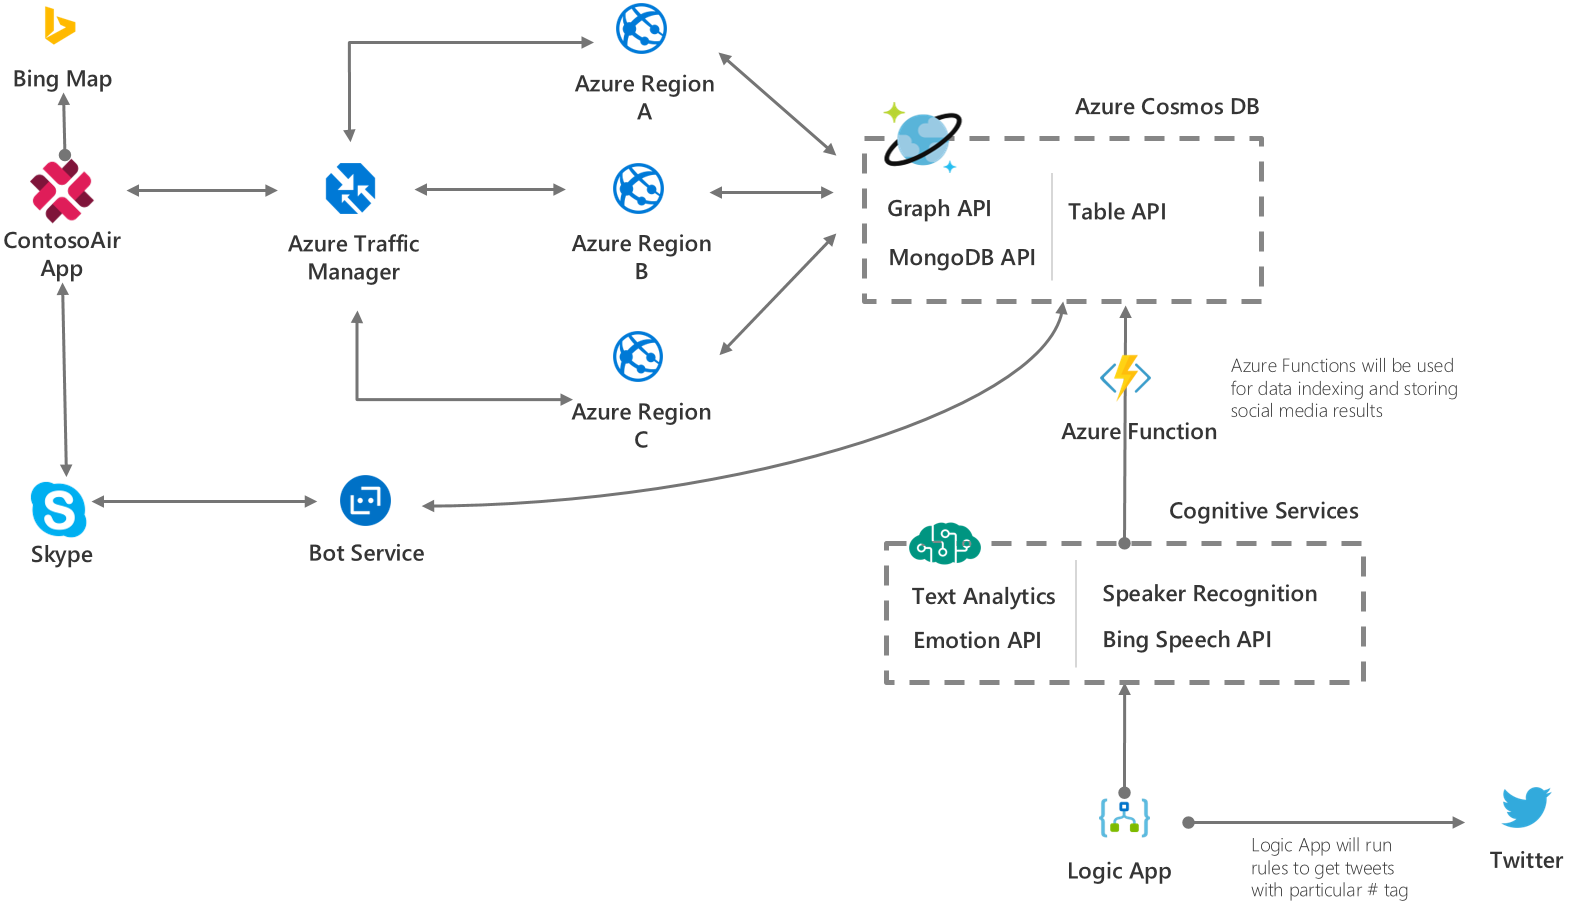 Bing Map
ContosoAir
App
Skype
Azure Traffic
Manager
Bot Service
Azure Region
A
Azure Region
B
Azure Region
C
Azure Cosmos DB
Graph API
MongoDB API
Table API
Azure Function
Azure Functions will be used
for data indexing and storing
social media results
Cognitive Services
Text Analytics
Emotion API
Speaker Recognition
Bing Speech API
Logic App
Logic App will run
rules to get tweets
with particular # tag
Twitter